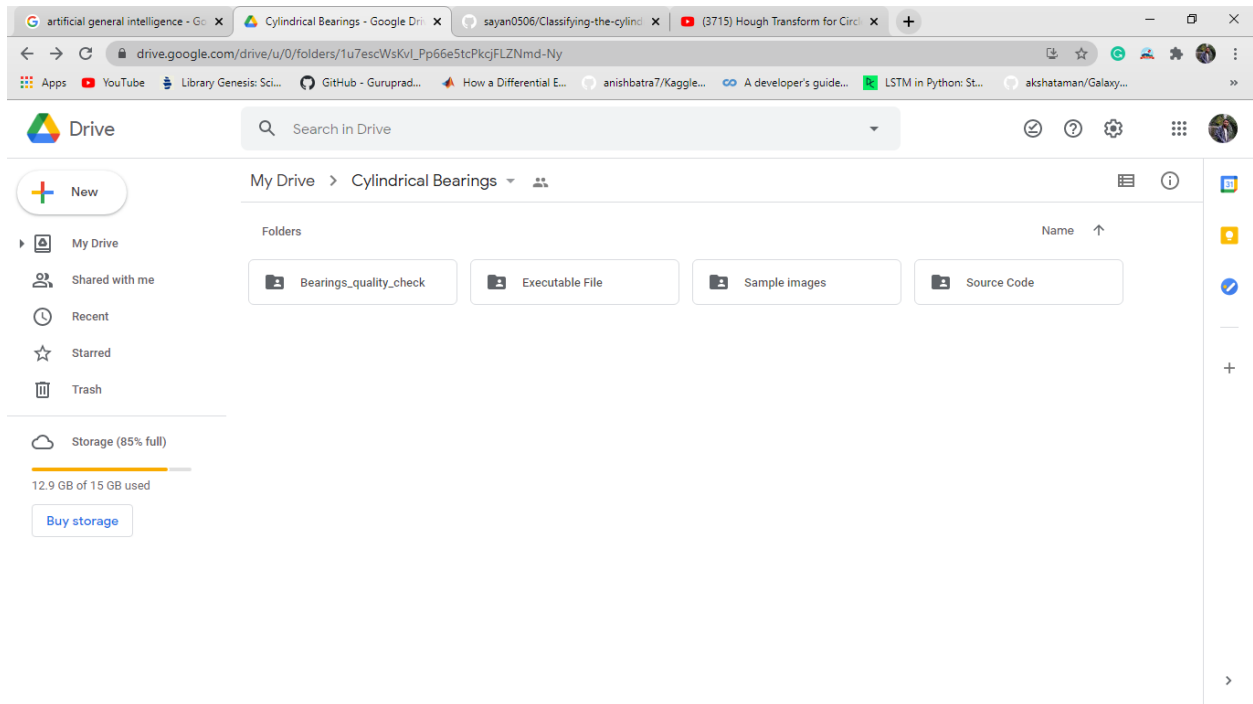 artificial general intelligence - Go
Cylindrical Bearings - Google Dri
sayan0506/Classifying-the-cylind
(3715) Hough Transform for Circ
drive.google.com/drive/u/0/folders/1u7escWsKvl_Pp66e5tcPkcjFLZNmd-Ny
Apps
YouTube
Library Genesis: Sci...
GitHub - Guruprad...
How a Differential E...
anishbatra7/Kaggle...
A developer's guide...
LSTM in Python: St...
akshataman/Galaxy...
Drive
Search in Drive
New
My Drive > Cylindrical Bearings
31
My Drive
Shared with me
Recent
Starred
Trash
Storage (85% full)
12.9 GB of 15 GB used
Buy storage
Folders
Name
Bearings_quality_check
Executable File
Sample images
Source Code